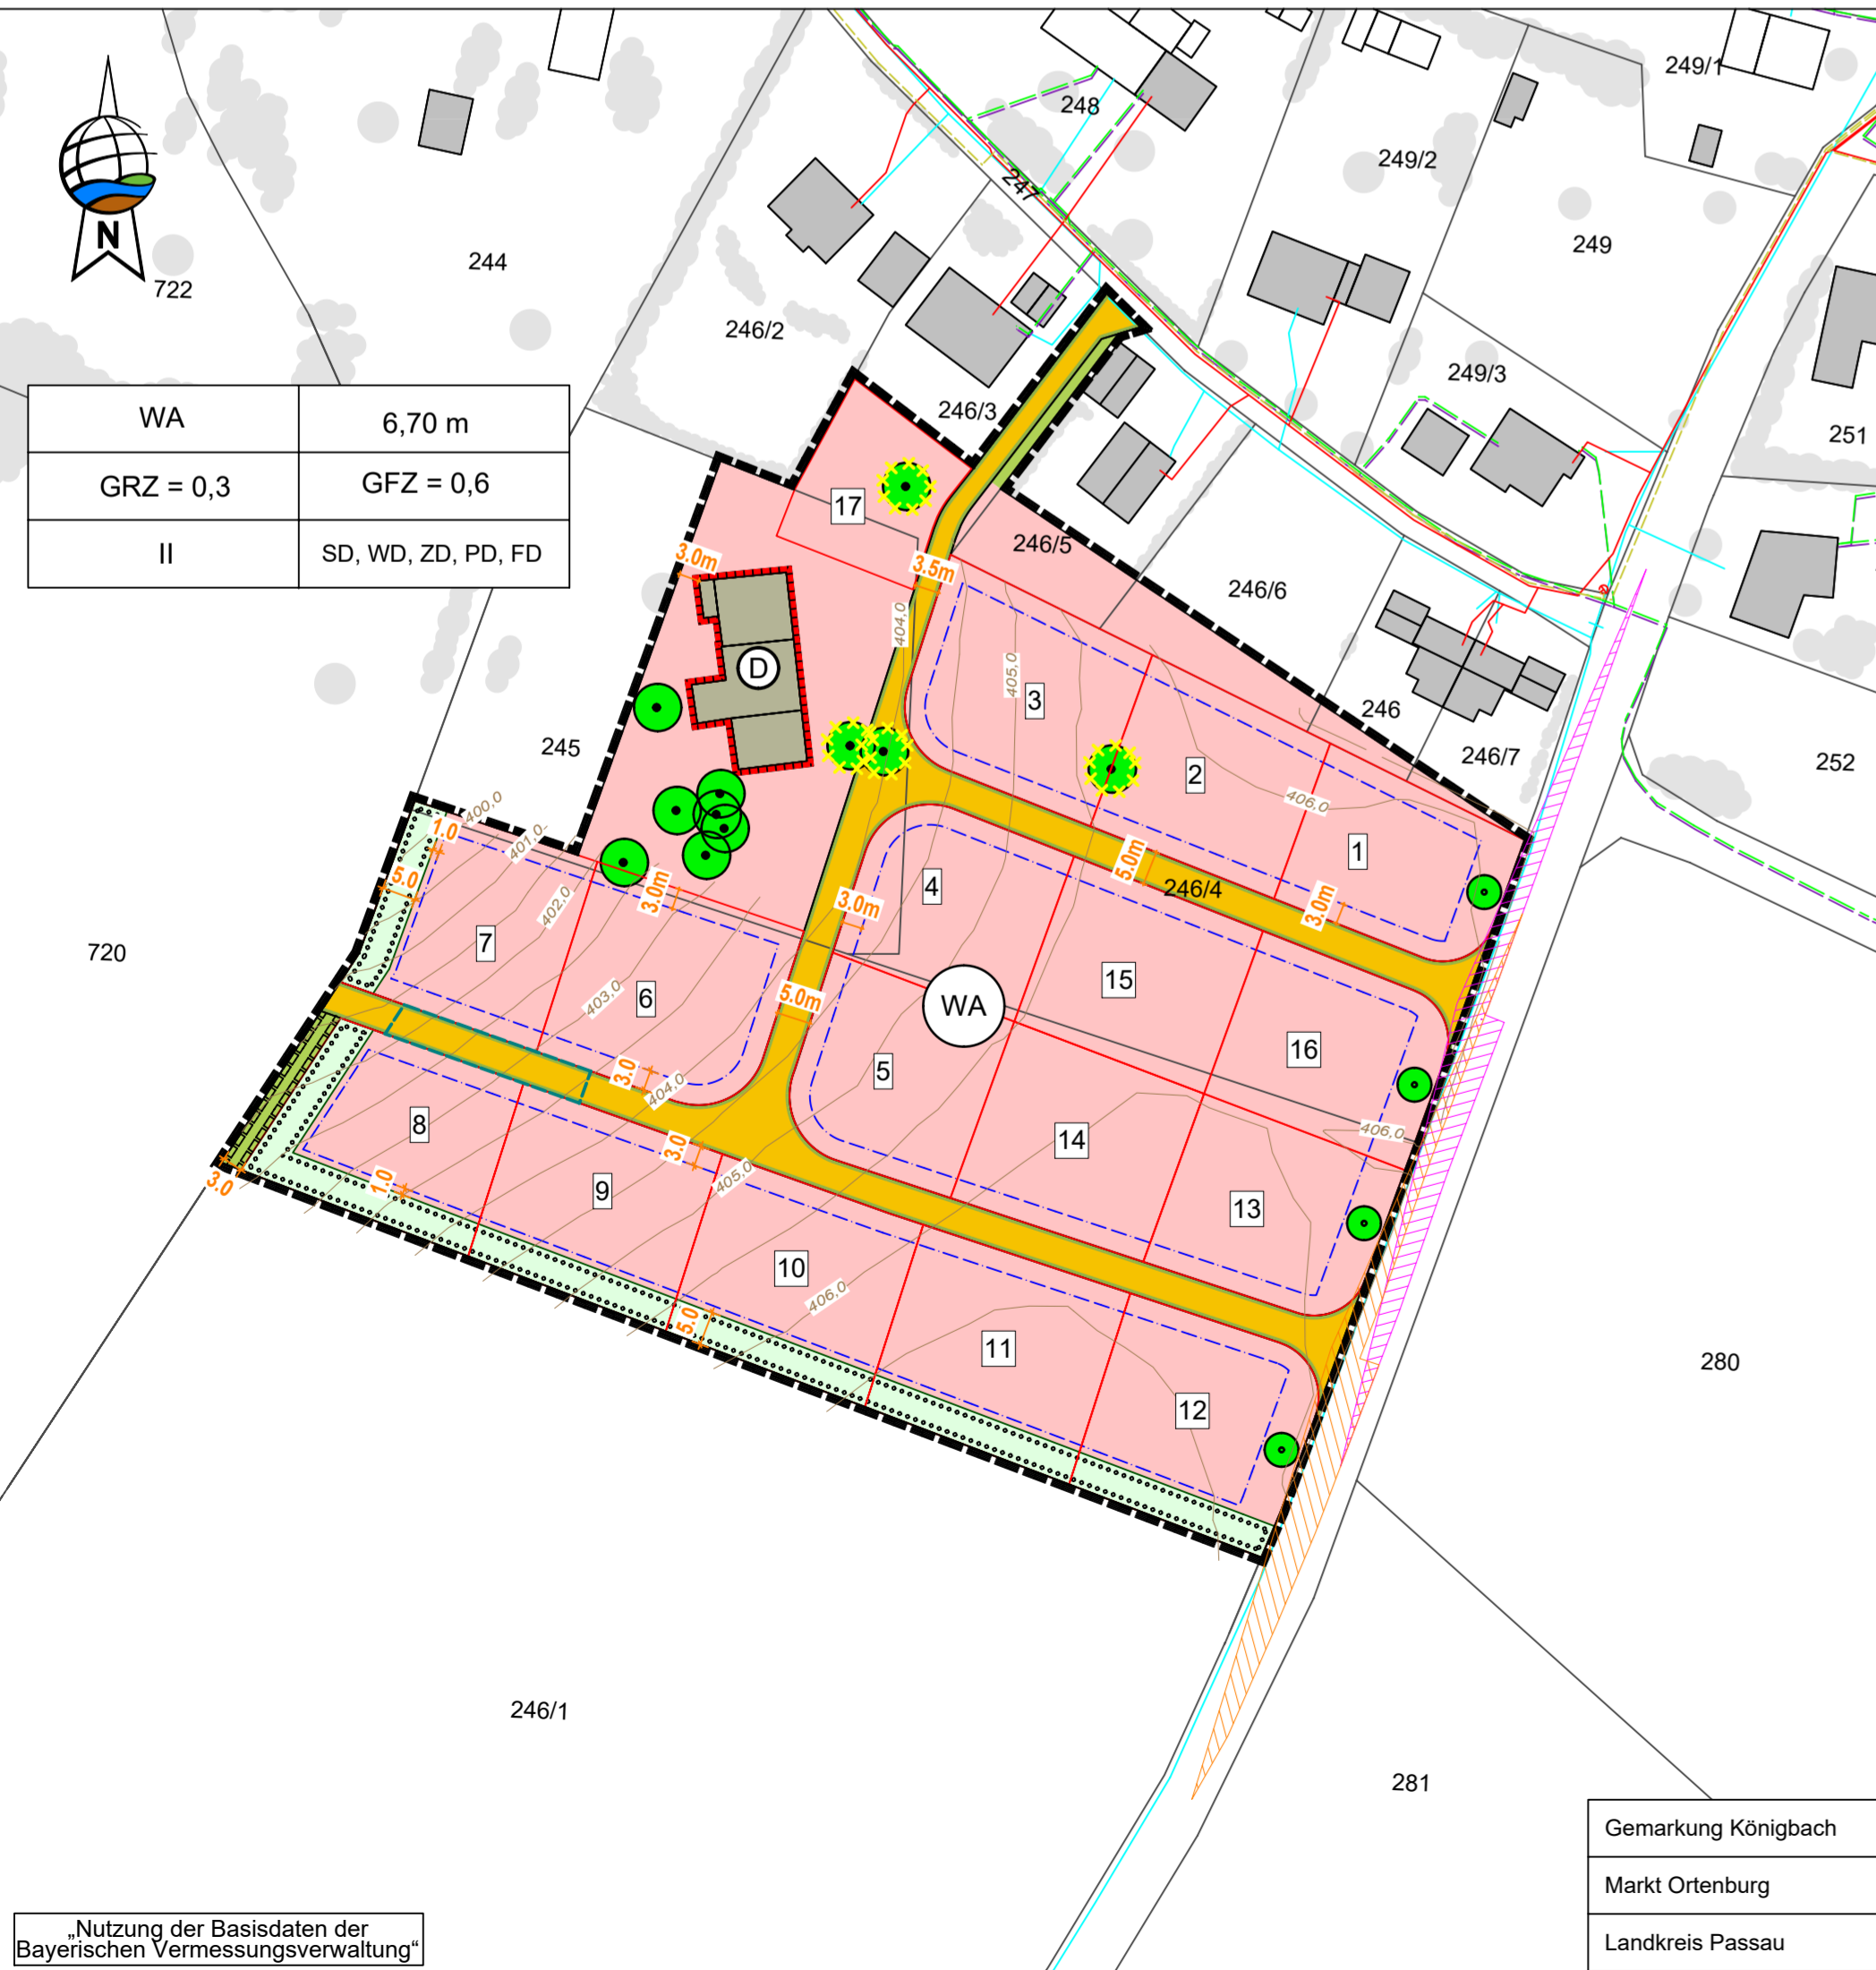 249/1
248
249/2
247
N
249
244
722
246/2
249/3
246/3
WA
6,70 m
251
GRZ = 0,3
GFZ = 0,6
17
246/5
II
SD, WD, ZD, PD, FD
3.0m
3.5m
246/6
404,0
D
405,0
3
246
245
2
246/7
252
400,0
406,0
1.0
401,0
1
5.0m
5.0
3.0m
4
246/4
402,0
3.0m
3.0m
7
720
15
6
403,0
5.0m
WA
16
5
3.0
404,0
8
406,0
14
3.0
405,0
3.0
1.0
9
13
10
406,0
5.0
11
280
12
246/1
281
Gemarkung Königbach
Markt Ortenburg
„Nutzung der Basisdaten der
Bayerischen Vermessungsverwaltung“
Landkreis Passau